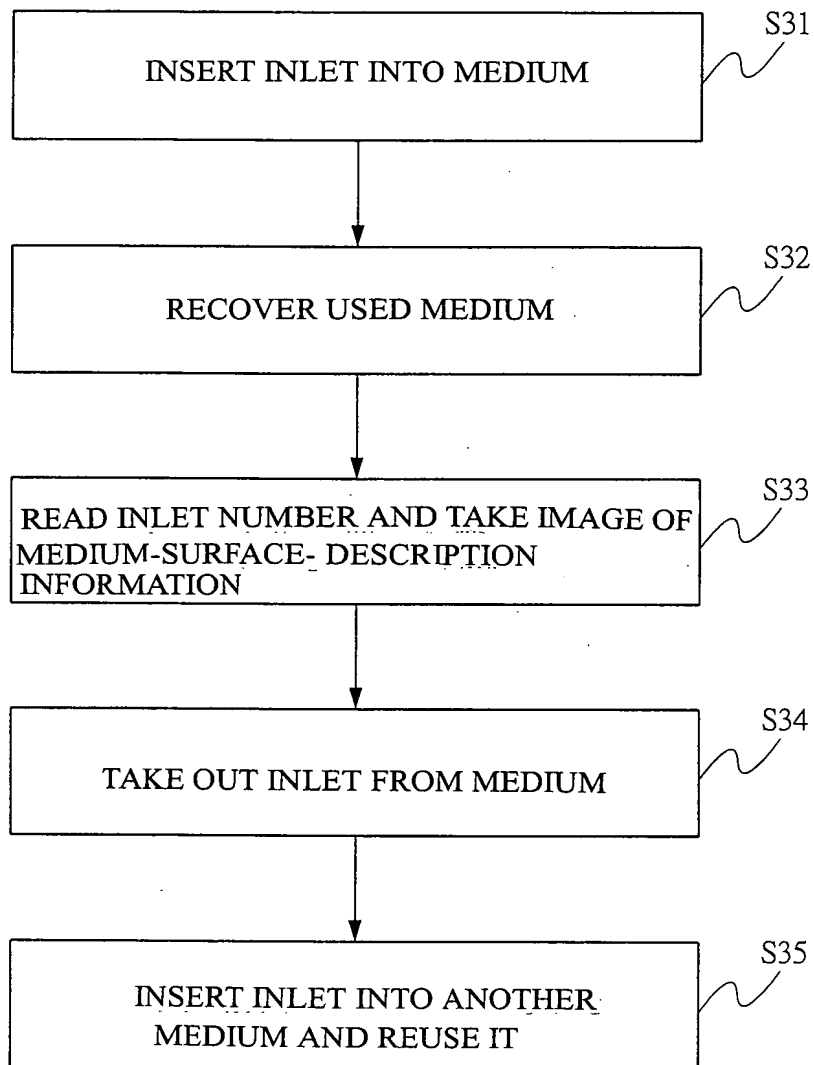 S31
INSERT INLET INTO MEDIUM
S32
RECOVER USED MEDIUM
S33
READ INLET NUMBER AND TAKE IMAGE OF
MEDIUM-SURFACE- DESCRIPTION
INFORMATION
S34
TAKE OUT INLET FROM MEDIUM
S35
INSERT INLET INTO ANOTHER
MEDIUM AND REUSE IT